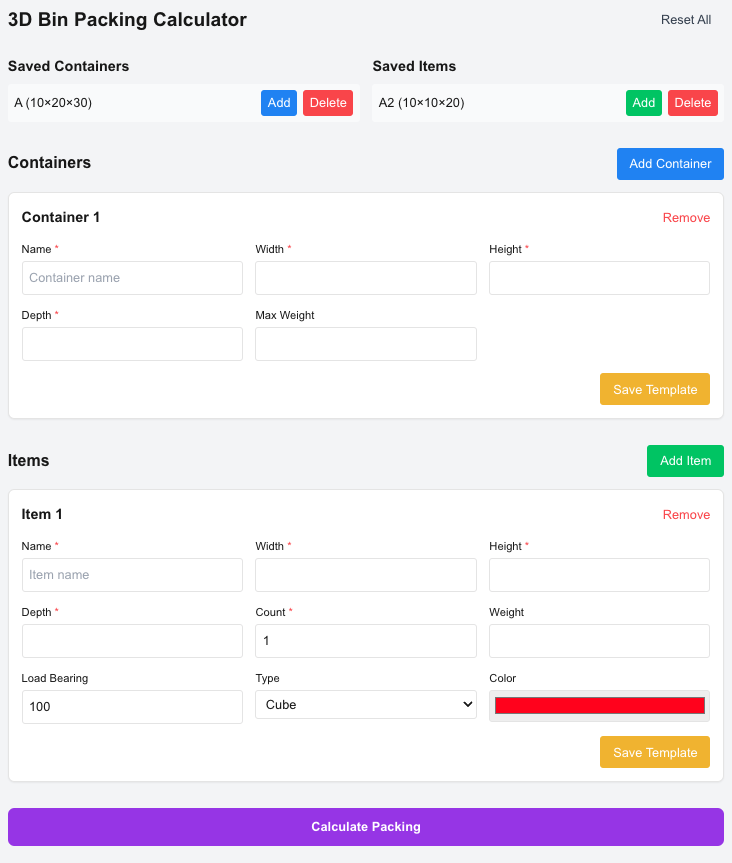 3D Bin Packing Calculator
Reset All
Saved Containers
Saved Items
A (10×20×30)
Add
Delete
A2 (10×10×20)
Add
Delete
Containers
Add Container
Container 1
Remove
Name *
Width *
Height *
Container name
Depth *
Max Weight
Save Template
Items
Add Item
Item 1
Remove
Name *
Width *
Height *
Item name
Depth *
Count *
Weight
1
Load Bearing
Type
Color
100
Cube
Save Template
Calculate Packing